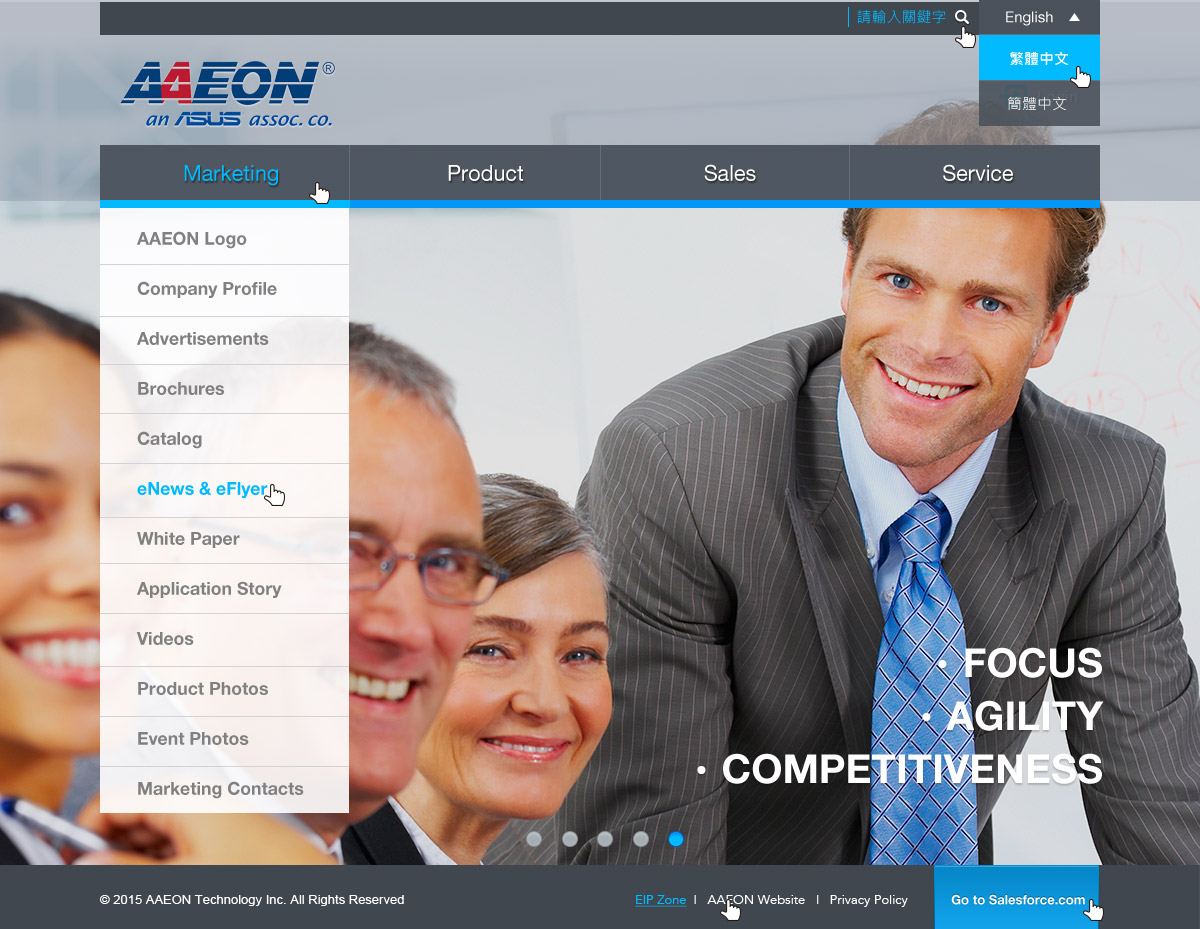 請輸入關鍵字
English
繁體中文
簡體中文
AAEON®
an ASUS assoc. co.
Marketing
Product
Sales
Service
AAEON Logo
Company Profile
Advertisements
Brochures
Catalog
eNews & eFlyer
White Paper
Application Story
Videos
Product Photos
Event Photos
Marketing Contacts
• FOCUS
• AGILITY
• COMPETITIVENESS
© 2015 AAEON Technology Inc. All Rights Reserved
EIP Zone I AAEON Website I Privacy Policy
Go to Salesforce.com